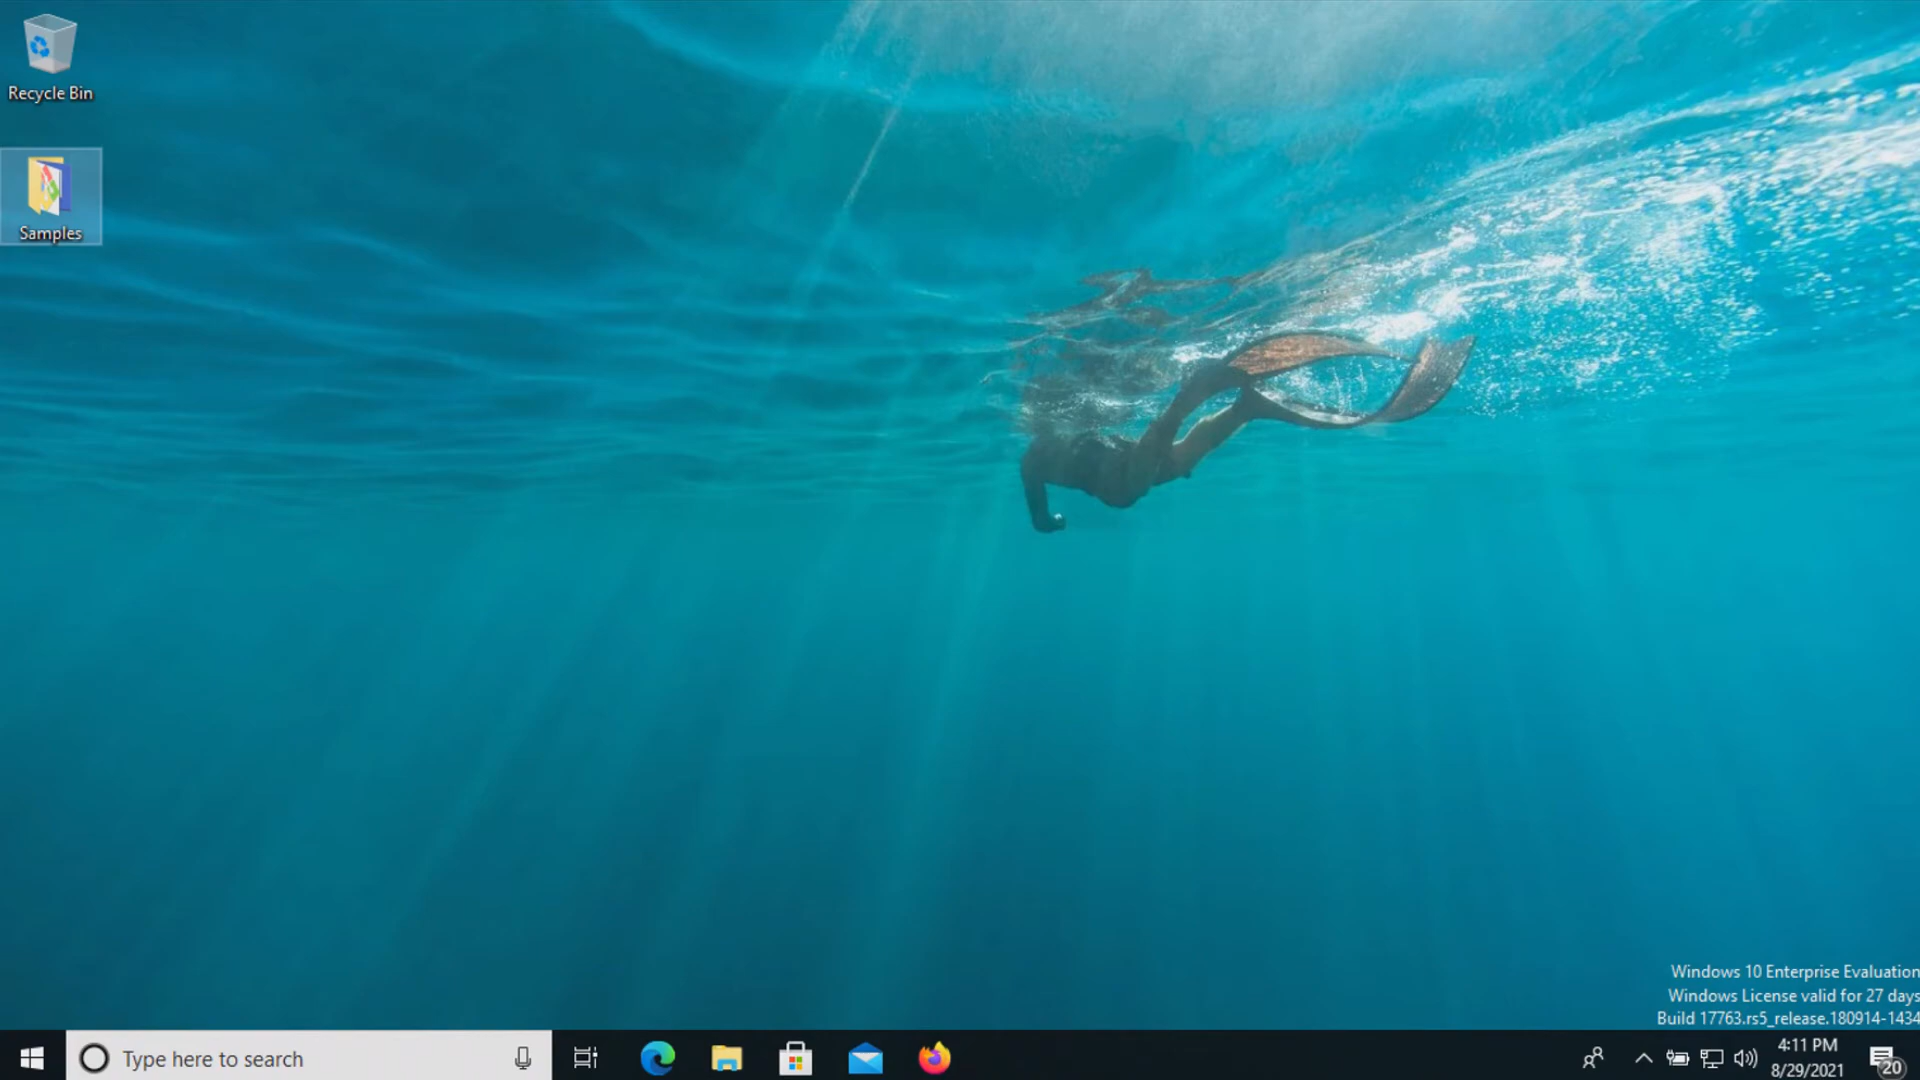 Recycle Bin
Samples
Windows 10 Enterprise Evaluation
Windows License valid for 27 days
Build 17763.rs5_release.180914-1434
Type here to search
4:11 PM
8/29/2021
20